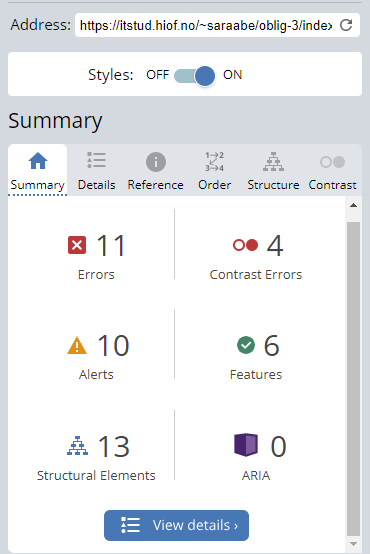 Address: https://itstud.hiof.no/~saraabe/oblig-3/index
Styles: OFF ON
Summary
Summary Details Reference Order Structure Contrast
11 4
Errors Contrast Errors
10 6
Alerts Features
13 0
Structural Elements ARIA
View details ›